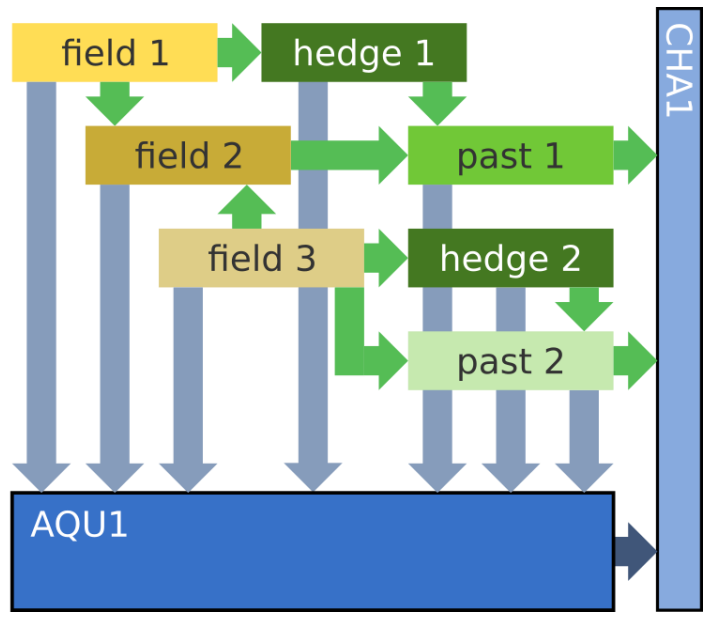 field 1
hedge 1
CHA1
field 2
past 1
field 3
hedge 2
past 2
AQU1